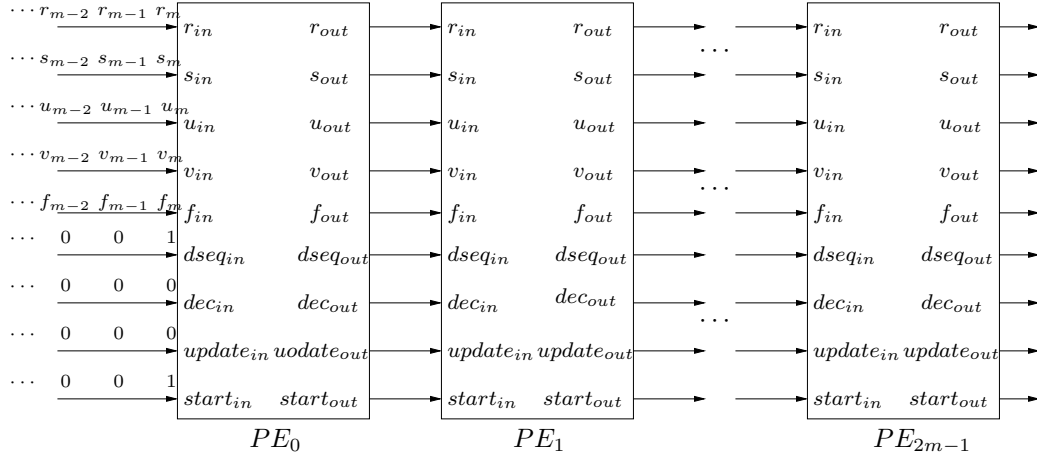 ⋯ r_{m−2} r_{m−1} r_m r_{in} r_{out} r_{in} r_{out} ⋯ r_{in} r_{out}
⋯ s_{m−2} s_{m−1} s_m s_{in} s_{out} s_{in} s_{out} s_{in} s_{out}
⋯ u_{m−2} u_{m−1} u_m u_{in} u_{out} u_{in} u_{out} u_{in} u_{out}
⋯ v_{m−2} v_{m−1} v_m v_{in} v_{out} v_{in} v_{out} ⋯ v_{in} v_{out}
⋯ f_{m−2} f_{m−1} f_m f_{in} f_{out} f_{in} f_{out} f_{in} f_{out}
⋯ 0 0 1 dseq_{in} dseq_{out} dseq_{in} dseq_{out} dseq_{in} dseq_{out}
⋯ 0 0 0 dec_{in} dec_{out} dec_{in} dec_{out} ⋯ dec_{in} dec_{out}
⋯ 0 0 0 update_{in} uodate_{out} update_{in} update_{out} update_{in} update_{out}
⋯ 0 0 1 start_{in} start_{out} start_{in} start_{out} start_{in} start_{out}
PE_0 PE_1 PE_{2m−1}